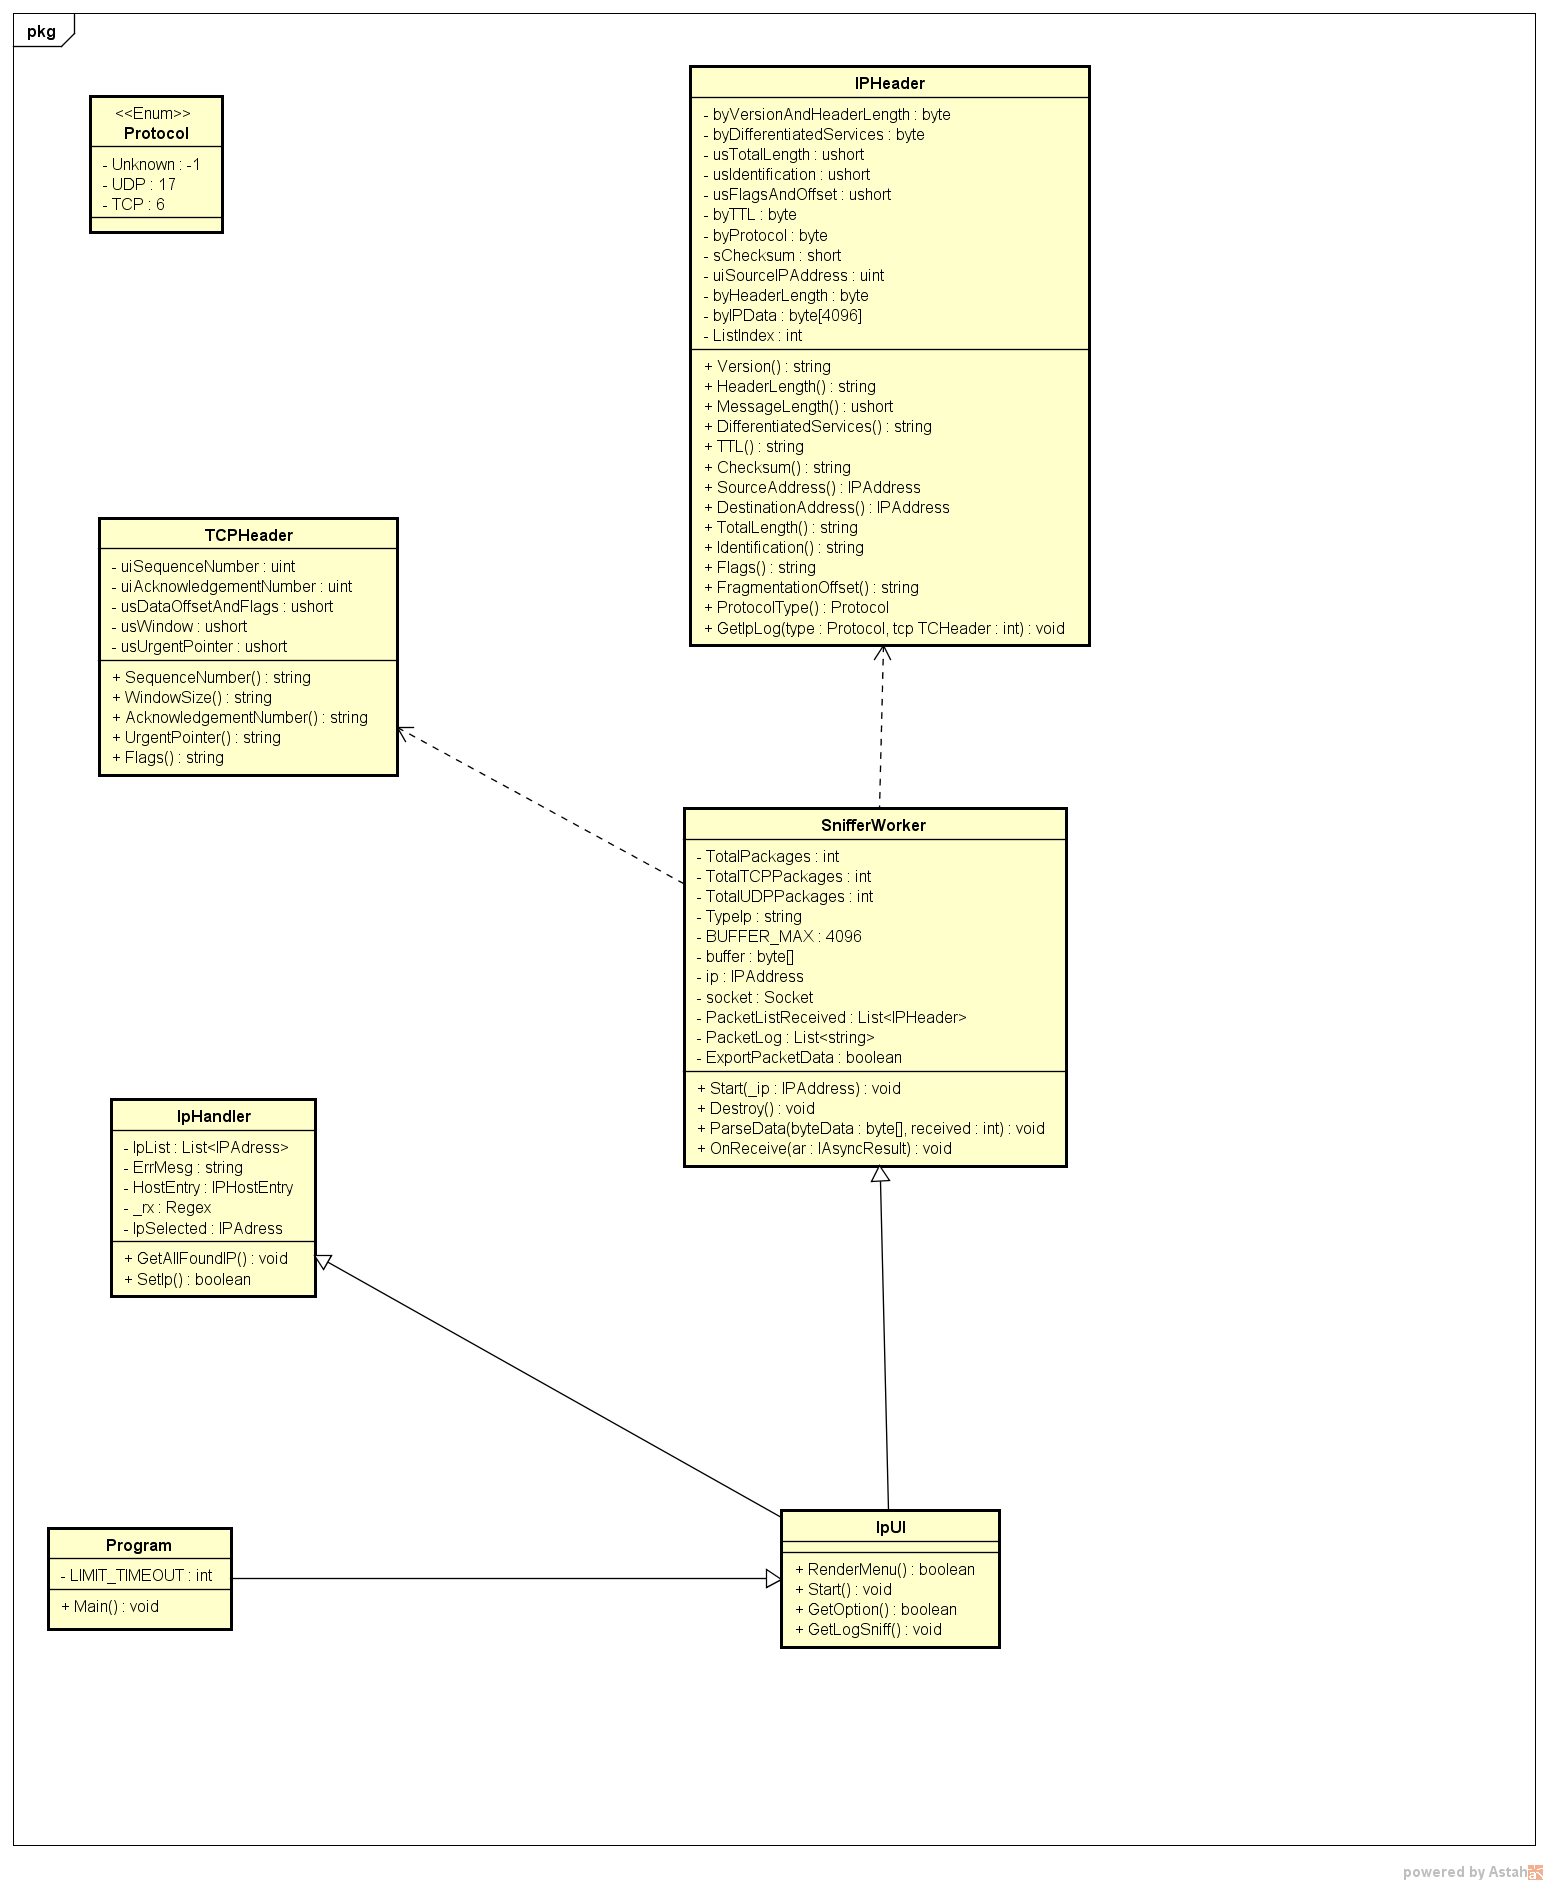 pkg
<<Enum>>
Protocol
- Unknown : -1
- UDP : 17
- TCP : 6
IPHeader
- byVersionAndHeaderLength : byte
- byDifferentiatedServices : byte
- usTotalLength : ushort
- usIdentification : ushort
- usFlagsAndOffset : ushort
- byTTL : byte
- byProtocol : byte
- sChecksum : short
- uiSourceIPAddress : uint
- byHeaderLength : byte
- byIPData : byte[4096]
- ListIndex : int
+ Version() : string
+ HeaderLength() : string
+ MessageLength() : ushort
+ DifferentiatedServices() : string
+ TTL() : string
+ Checksum() : string
+ SourceAddress() : IPAddress
+ DestinationAddress() : IPAddress
+ TotalLength() : string
+ Identification() : string
+ Flags() : string
+ FragmentationOffset() : string
+ ProtocolType() : Protocol
+ GetIpLog(type : Protocol, tcp TCHeader : int) : void
TCPHeader
- uiSequenceNumber : uint
- uiAcknowledgementNumber : uint
- usDataOffsetAndFlags : ushort
- usWindow : ushort
- usUrgentPointer : ushort
+ SequenceNumber() : string
+ WindowSize() : string
+ AcknowledgementNumber() : string
+ UrgentPointer() : string
+ Flags() : string
SnifferWorker
- TotalPackages : int
- TotalTCPPackages : int
- TotalUDPPackages : int
- TypeIp : string
- BUFFER_MAX : 4096
- buffer : byte[]
- ip : IPAddress
- socket : Socket
- PacketListReceived : List<IPHeader>
- PacketLog : List<string>
- ExportPacketData : boolean
+ Start(_ip : IPAddress) : void
+ Destroy() : void
+ ParseData(byteData : byte[], received : int) : void
+ OnReceive(ar : IAsyncResult) : void
IpHandler
- IpList : List<IPAdress>
- ErrMesg : string
- HostEntry : IPHostEntry
- _rx : Regex
- IpSelected : IPAdress
+ GetAllFoundIP() : void
+ SetIp() : boolean
Program
- LIMIT_TIMEOUT : int
+ Main() : void
IpUI
+ RenderMenu() : boolean
+ Start() : void
+ GetOption() : boolean
+ GetLogSniff() : void
powered by Astah